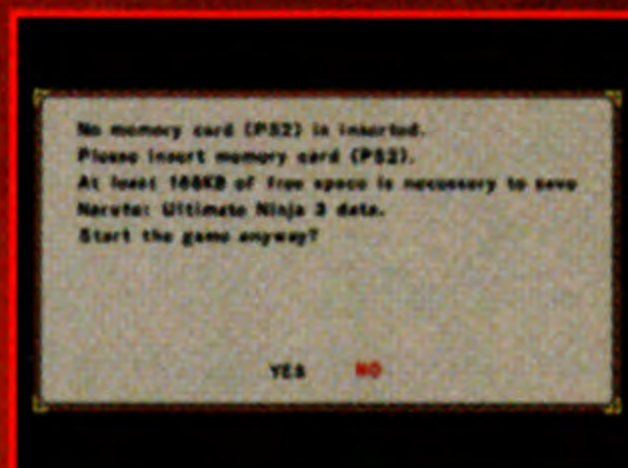 No memory card (PS2) is inserted.
Please insert memory card (PS2).
At least KB of free space is necessary to save
Naruto: Ultimate Ninja 3 data.
Start the game anyway?
YES NO